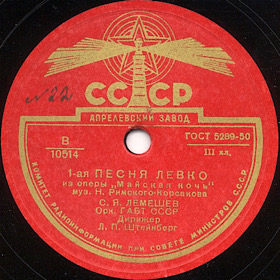 СССР
№22
АПРЕЛЕВСКИЙ ЗАВОД
В
10514
ГОСТ 5289-50
III кл.
1-ая ПЕСНЯ ЛЕВКО
из оперы „Майская ночь"
муз. Н. Римского-Корсакова
С. Я. ЛЕМЕШЕВ
Орк. ГАБТ СССР
Дирижер
Л. П. Штейнберг
КОМИТЕТ РАДИОИНФОРМАЦИИ ПРИ СОВЕТЕ МИНИСТРОВ СССР